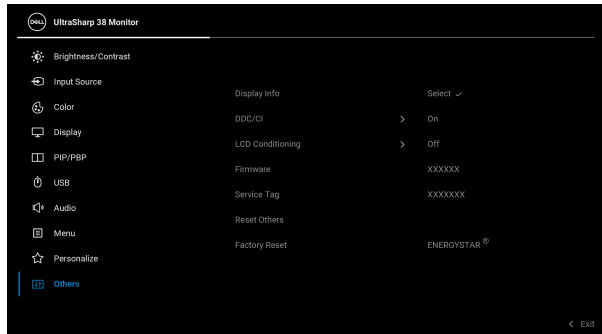 DELL UltraSharp 38 Monitor
Brightness/Contrast
Input Source
Color
Display
PIP/PBP
USB
Audio
Menu
Personalize
Others
Display Info Select
DDC/CI > On
LCD Conditioning > Off
Firmware XXXXXX
Service Tag XXXXXXX
Reset Others
Factory Reset ENERGYSTAR ®
< Exit